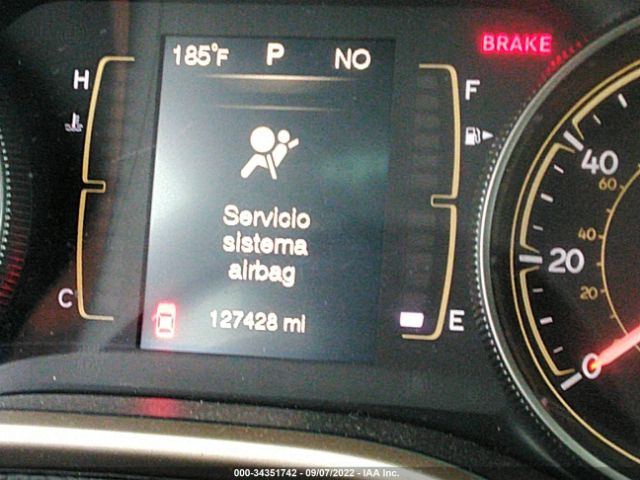 185°F P NO
BRAKE
H
F
C
E
Servicio
sistema
airbag
127428 mi
40
60
40
20
20
0
000-34351742 - 09/07/2022 - IAA Inc.